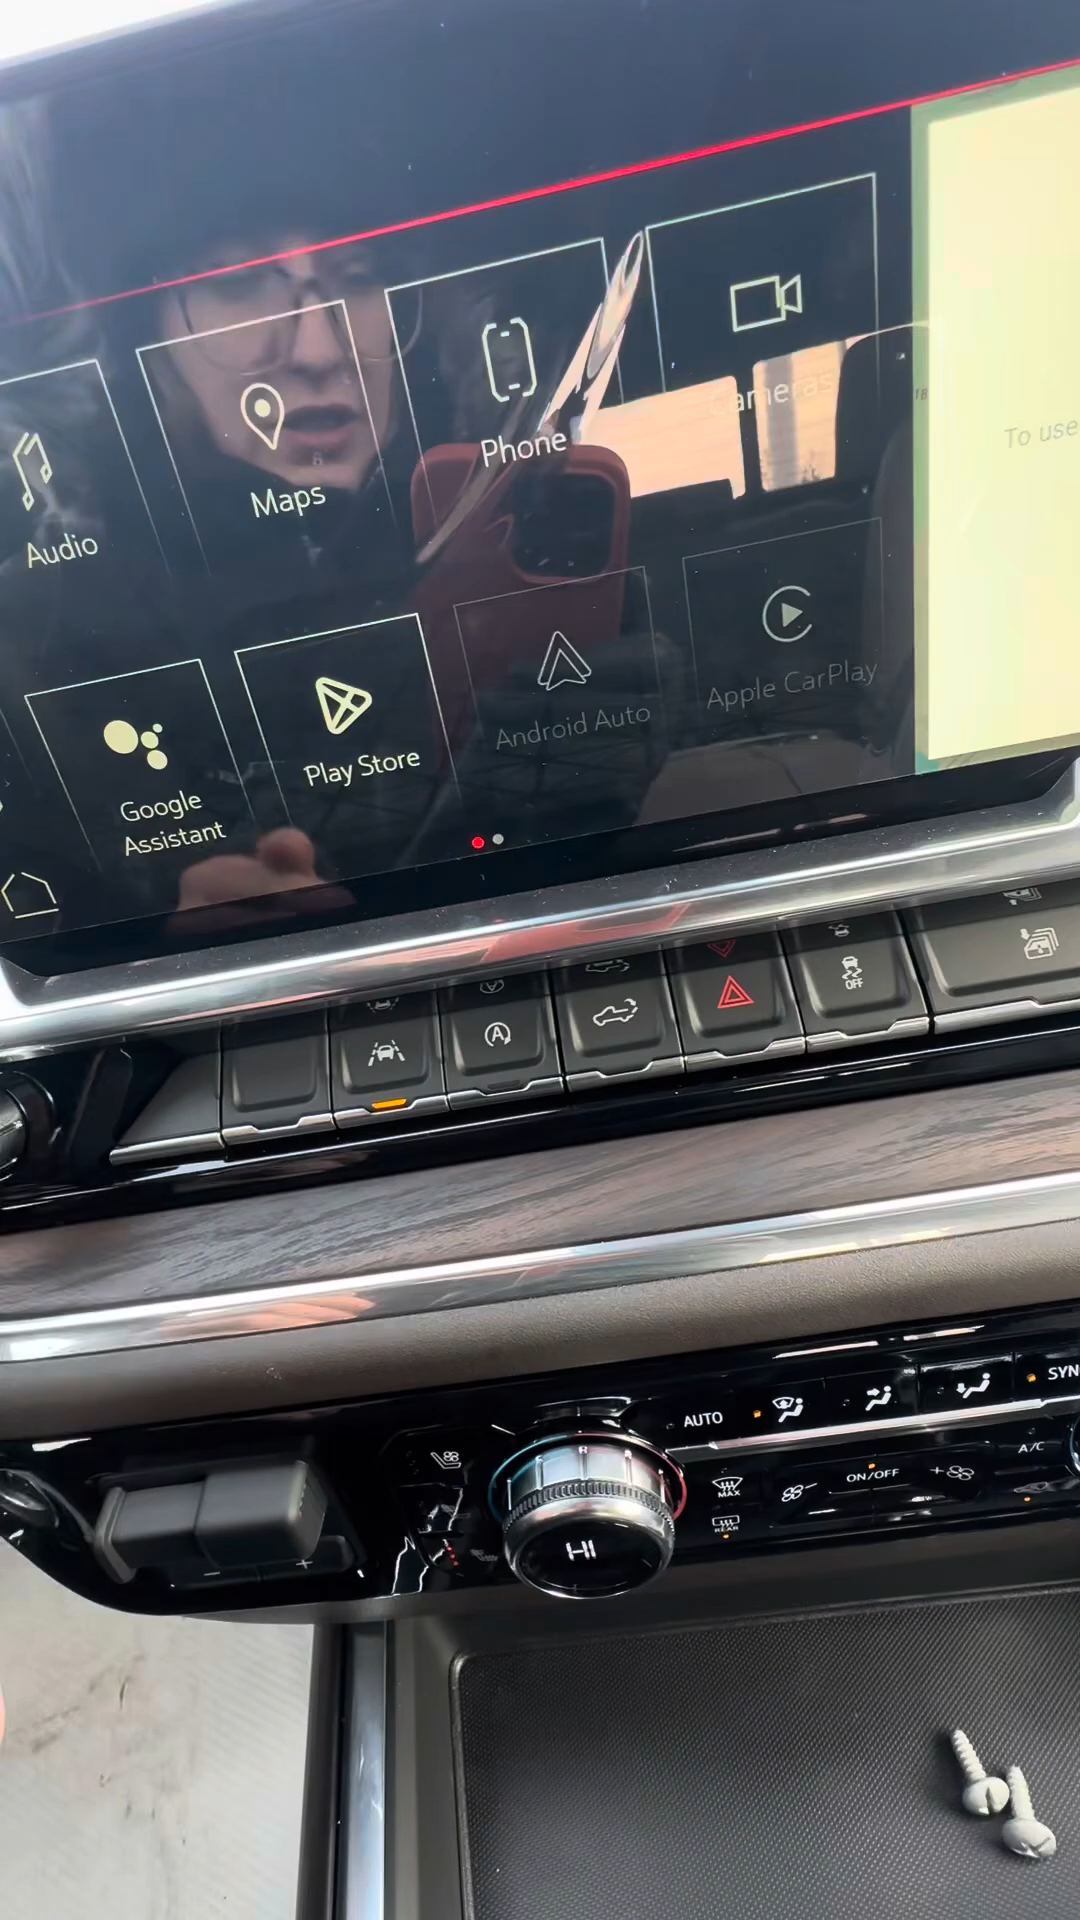 Cameras
To use
Phone
Maps
Audio
Apple CarPlay
Android Auto
Play Store
Google
Assistant
A
OFF
SYN
AUTO
A/C
ON/OFF
MAX
REAR
HI